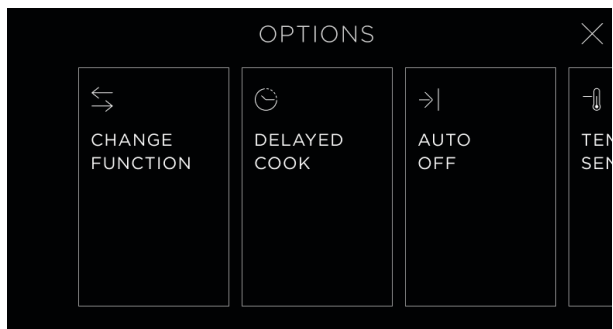 OPTIONS
CHANGE
FUNCTION
DELAYED
COOK
AUTO
OFF